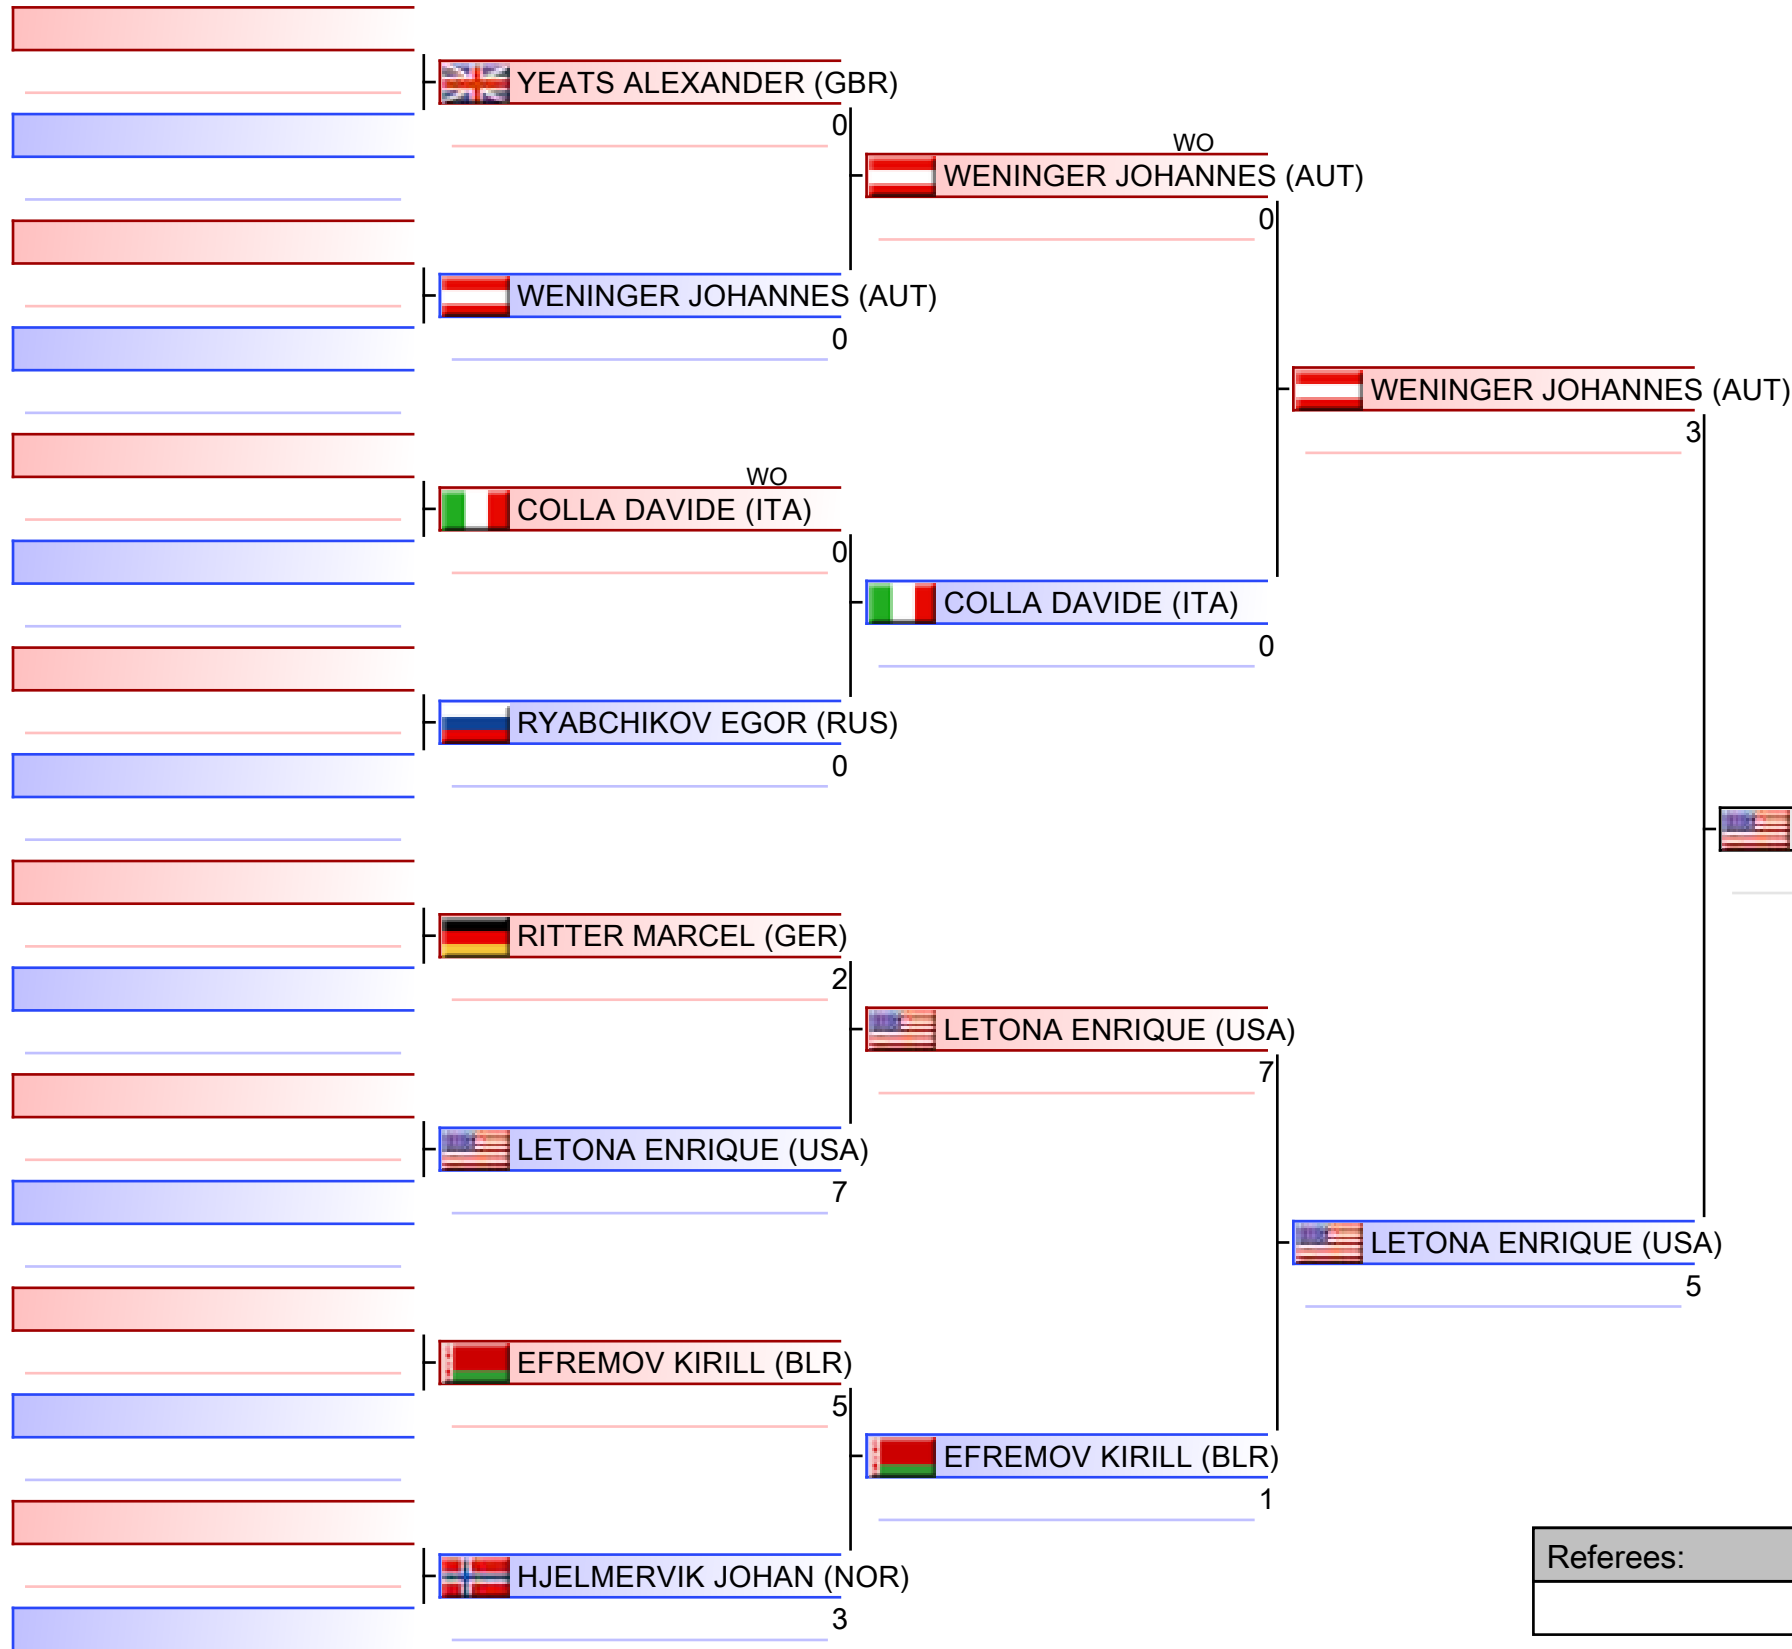 YEATS ALEXANDER (GBR)
0
WO
WENINGER JOHANNES (AUT)
0
WENINGER JOHANNES (AUT)
0
WENINGER JOHANNES (AUT)
3
WO
COLLA DAVIDE (ITA)
0
COLLA DAVIDE (ITA)
0
RYABCHIKOV EGOR (RUS)
0
RITTER MARCEL (GER)
2
LETONA ENRIQUE (USA)
7
LETONA ENRIQUE (USA)
7
LETONA ENRIQUE (USA)
5
EFREMOV KIRILL (BLR)
5
EFREMOV KIRILL (BLR)
1
HJELMERVIK JOHAN (NOR)
3
Referees: